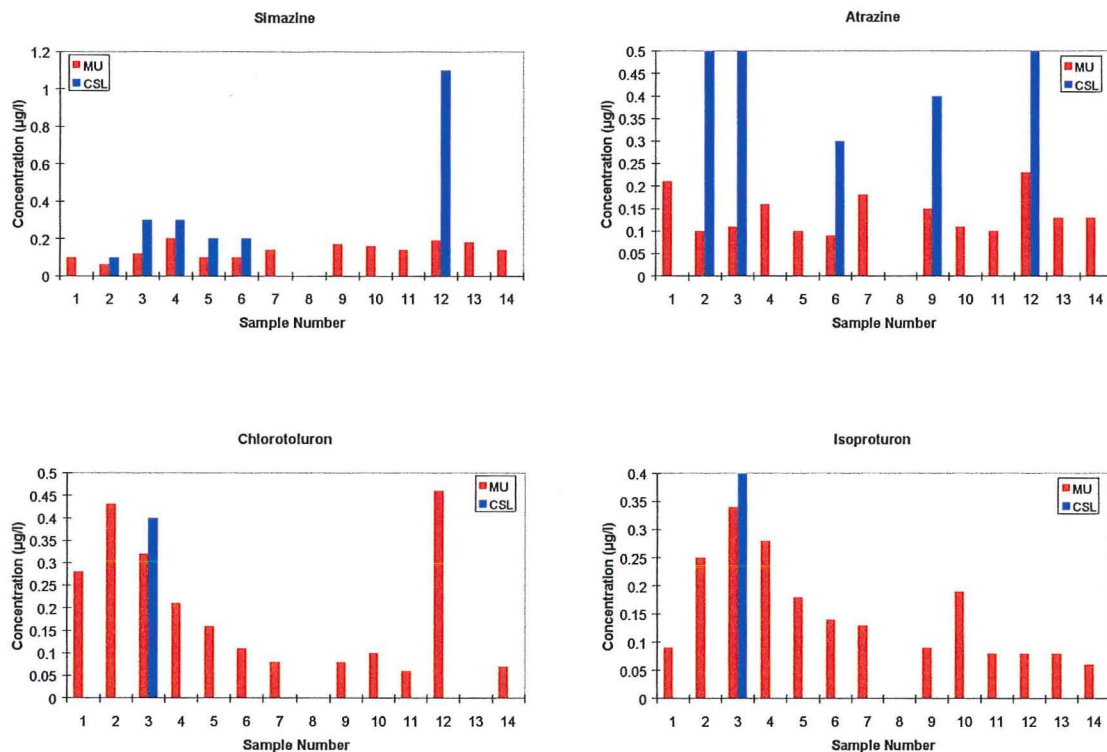 Simazine
Concentration (µg/l)
1.2
1
0.8
0.6
0.4
0.2
0
MU
CSL
1 2 3 4 5 6 7 8 9 10 11 12 13 14
Sample Number
Atrazine
Concentration (µg/l)
0.5
0.45
0.4
0.35
0.3
0.25
0.2
0.15
0.1
0.05
0
MU
CSL
1 2 3 4 5 6 7 8 9 10 11 12 13 14
Sample Number
Chlorotoluron
Concentration (µg/l)
0.5
0.45
0.4
0.35
0.3
0.25
0.2
0.15
0.1
0.05
0
MU
CSL
1 2 3 4 5 6 7 8 9 10 11 12 13 14
Sample Number
Isoproturon
Concentration (µg/l)
0.4
0.35
0.3
0.25
0.2
0.15
0.1
0.05
0
MU
CSL
1 2 3 4 5 6 7 8 9 10 11 12 13 14
Sample Number